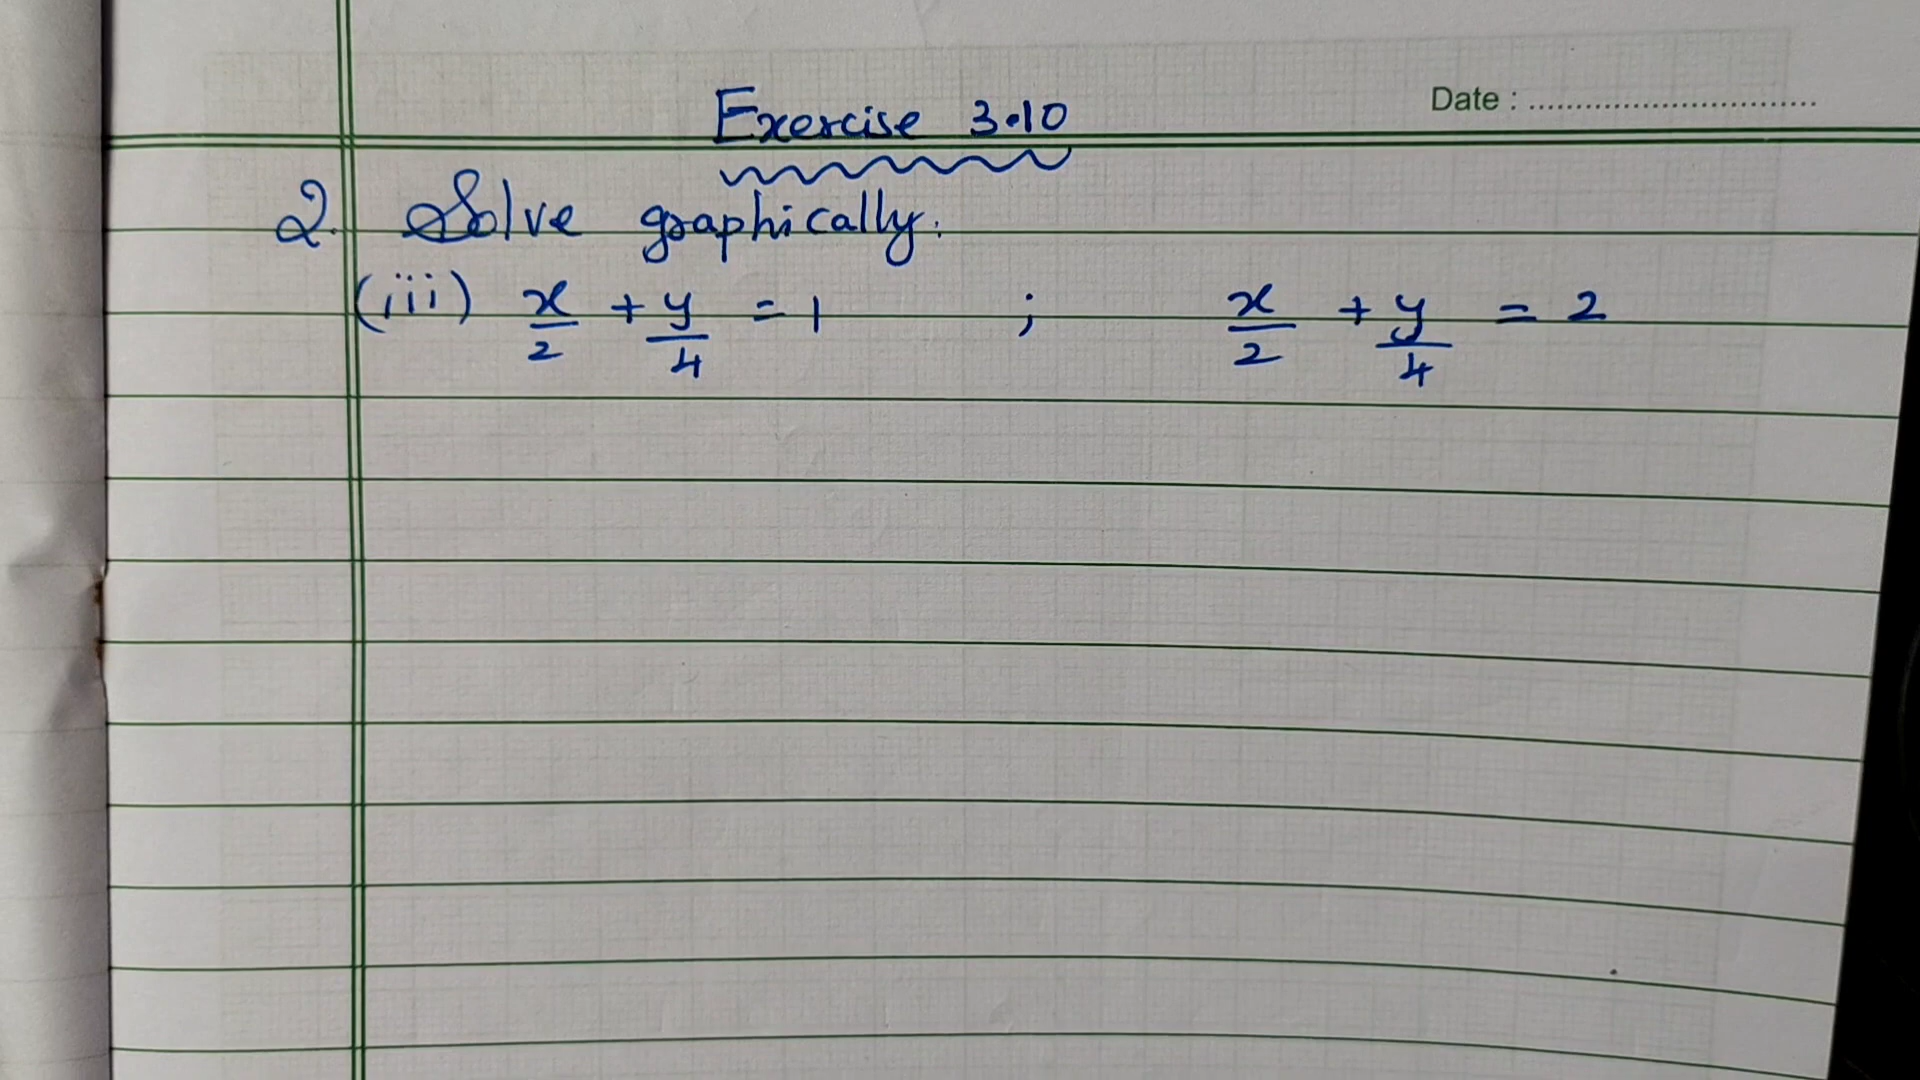 Date : ................................
Exercise 3.10
2. Solve graphically.
(iii) x/2 + y/4 = 1 ; x/2 + y/4 = 2